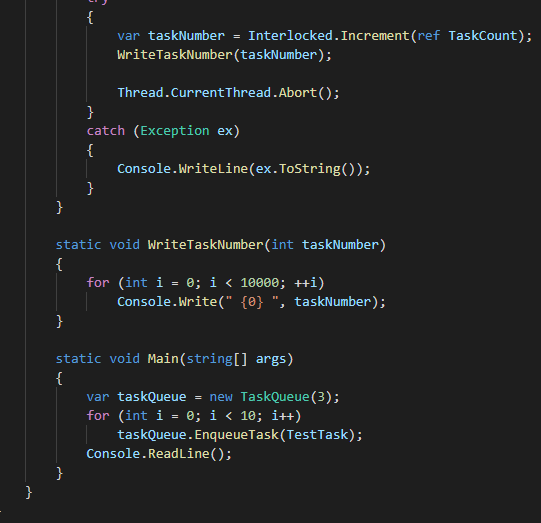 try
{
var taskNumber = Interlocked.Increment(ref TaskCount);
WriteTaskNumber(taskNumber);
Thread.CurrentThread.Abort();
}
catch (Exception ex)
{
Console.WriteLine(ex.ToString());
}
}
static void WriteTaskNumber(int taskNumber)
{
for (int i = 0; i < 10000; ++i)
Console.Write(" {0} ", taskNumber);
}
static void Main(string[] args)
{
var taskQueue = new TaskQueue(3);
for (int i = 0; i < 10; i++)
taskQueue.EnqueueTask(TestTask);
Console.ReadLine();
}
}